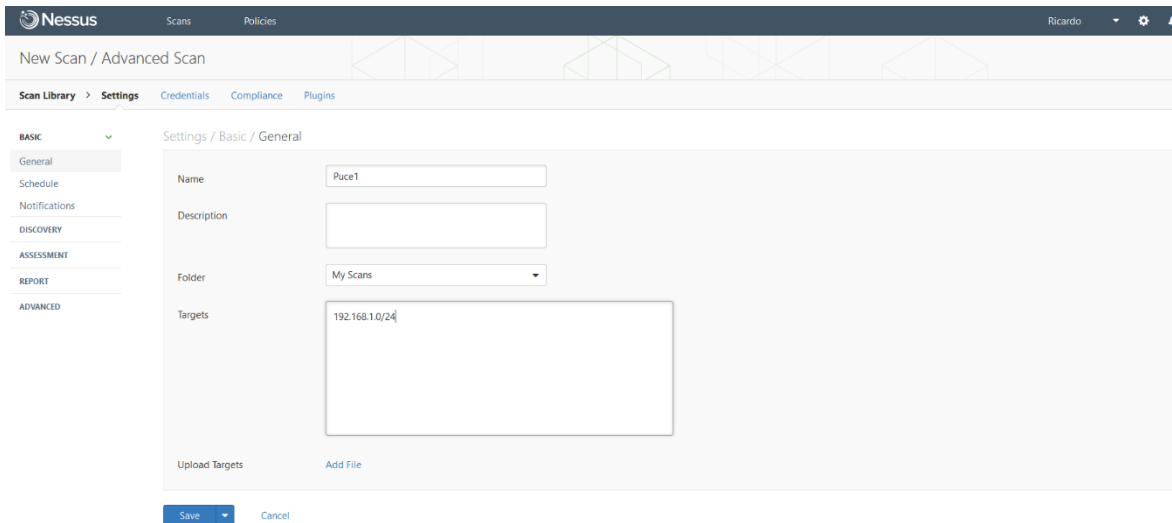 Nessus Scans Policies Ricardo
New Scan / Advanced Scan
Scan Library > Settings Credentials Compliance Plugins
BASIC
General
Schedule
Notifications
DISCOVERY
ASSESSMENT
REPORT
ADVANCED
Settings / Basic / General
Name Puce1
Description
Folder My Scans
Targets 192.168.1.0/24
Upload Targets Add File
Save Cancel